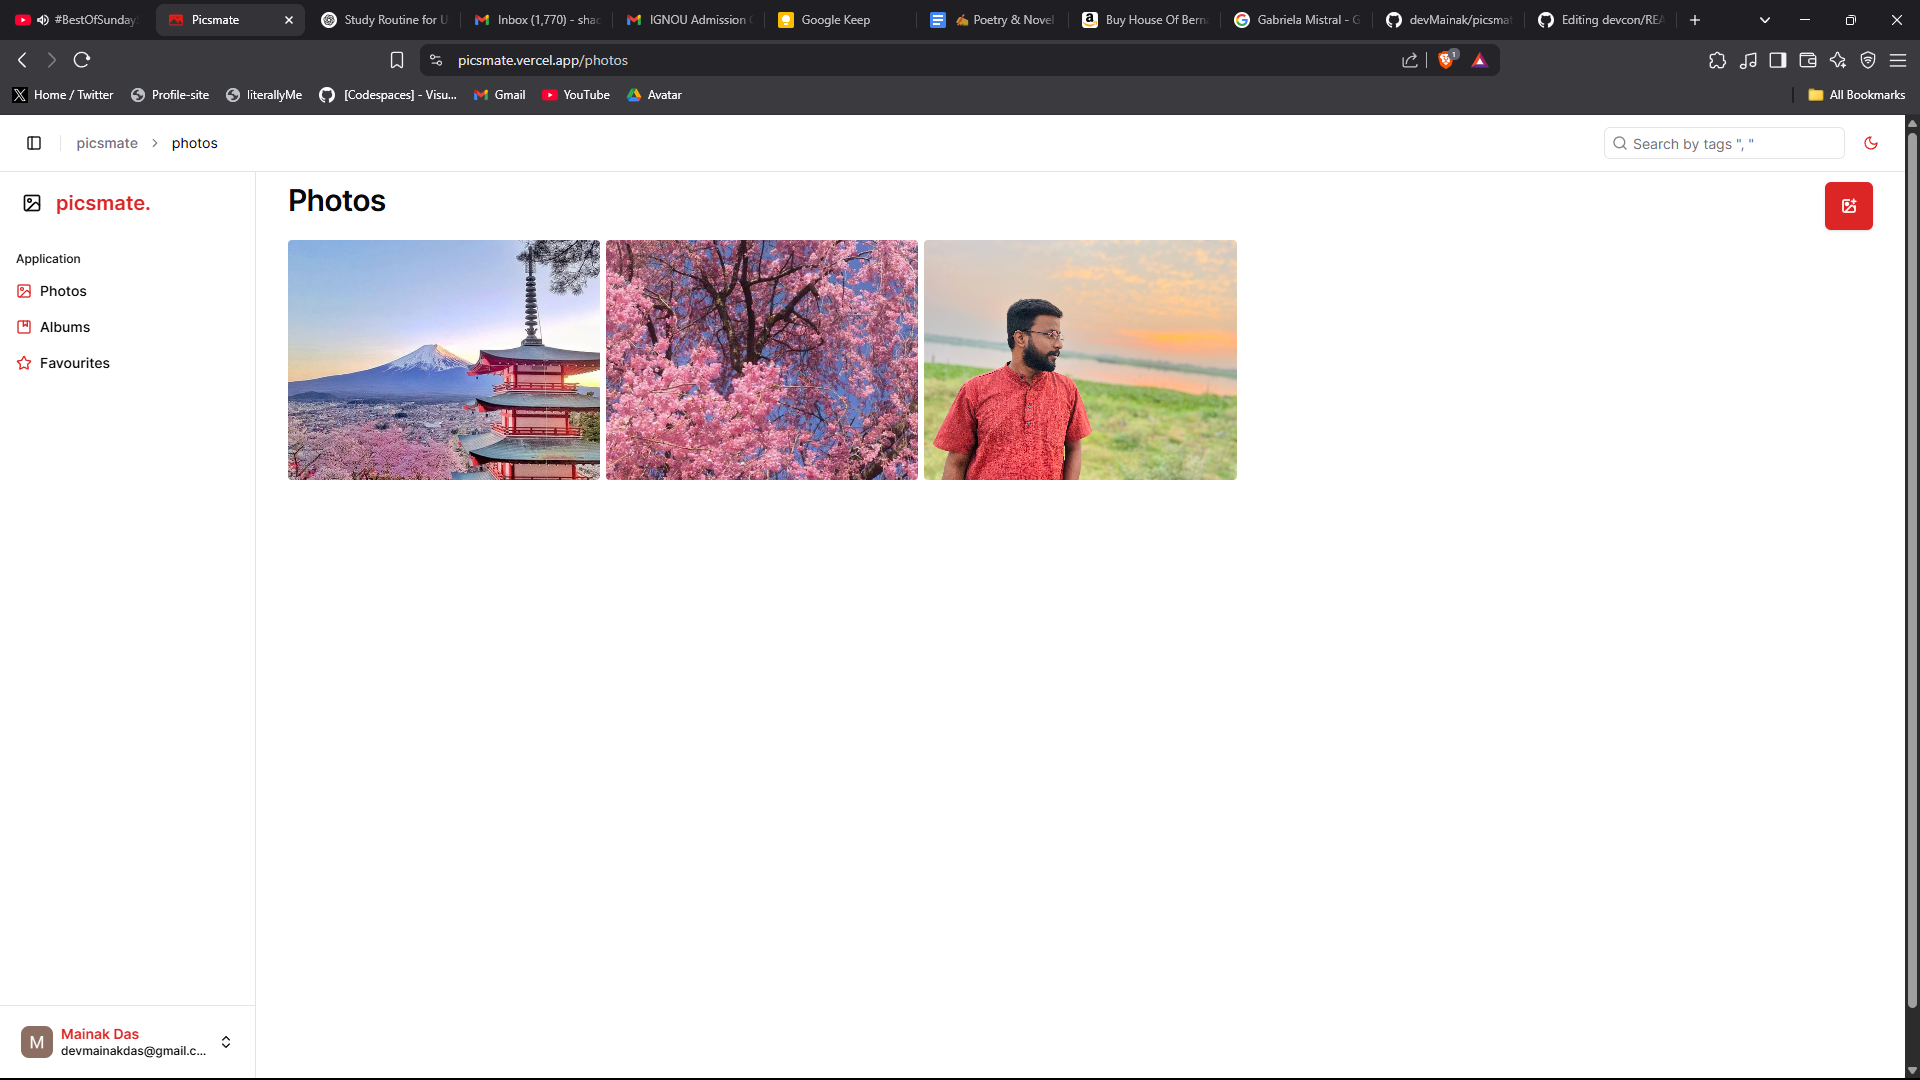 #BestOfSunday
Picsmate
Study Routine for U
Inbox (1,770) - shac
IGNOU Admission
Google Keep
Poetry & Novel
Buy House Of Berna
Gabriela Mistral - G
devMainak/picsmat
Editing devcon/REA
picsmate.vercel.app/photos
1
Home / Twitter
Profile-site
literallyMe
[Codespaces] - Visu...
Gmail
YouTube
Avatar
All Bookmarks
picsmate
photos
Search by tags ", "
picsmate.
Photos
Application
Photos
Albums
Favourites
M
Mainak Das
devmainakdas@gmail.c...